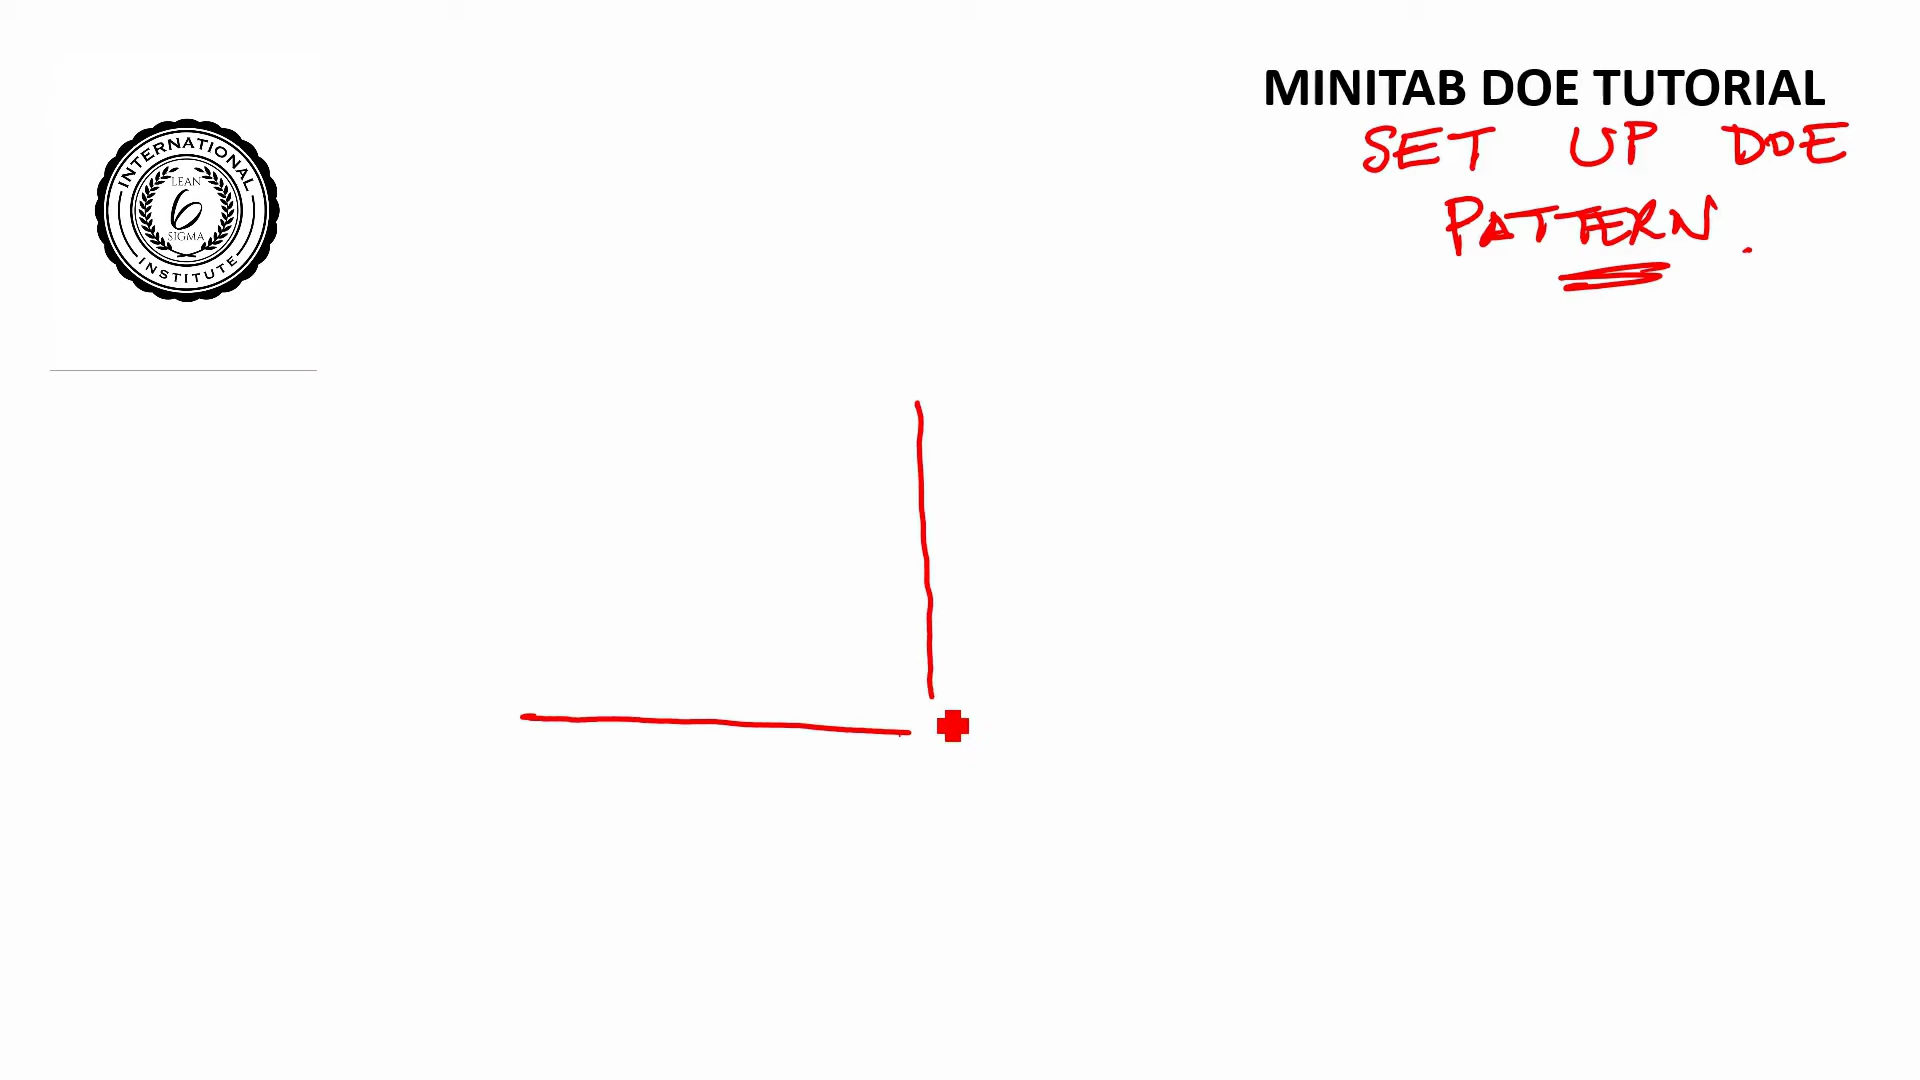 INTERNATIONAL
LEAN
6
SIGMA
INSTITUTE
MINITAB DOE TUTORIAL
SET UP DOE
PATTERN.